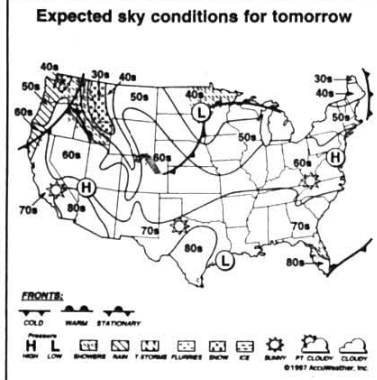 Expected sky conditions for tomorrow
40s 30s 40s 30s
50s 50s 40s 40s
60s L 50s
50s
60s 60s 60s H
H
70s 80s 70s 70s
80s L 80s
FRONTS:
COLD WARM STATIONARY
Pressure
H L
HIGH LOW SHOWERS RAIN T-STORMS FLURRIES SNOW ICE SUNNY PT. CLOUDY CLOUDY
©1997 AccuWeather, Inc.